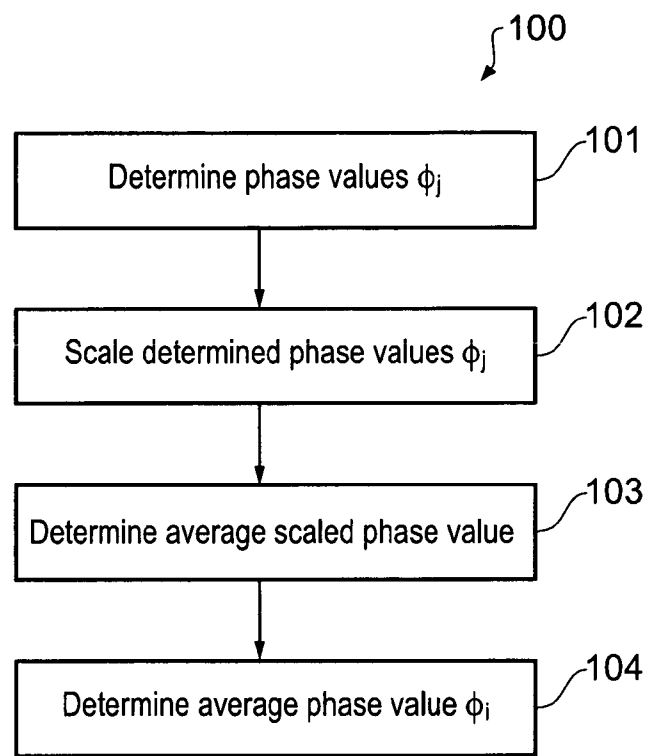 100
101
Determine phase values ϕj
102
Scale determined phase values ϕj
103
Determine average scaled phase value
104
Determine average phase value ϕi